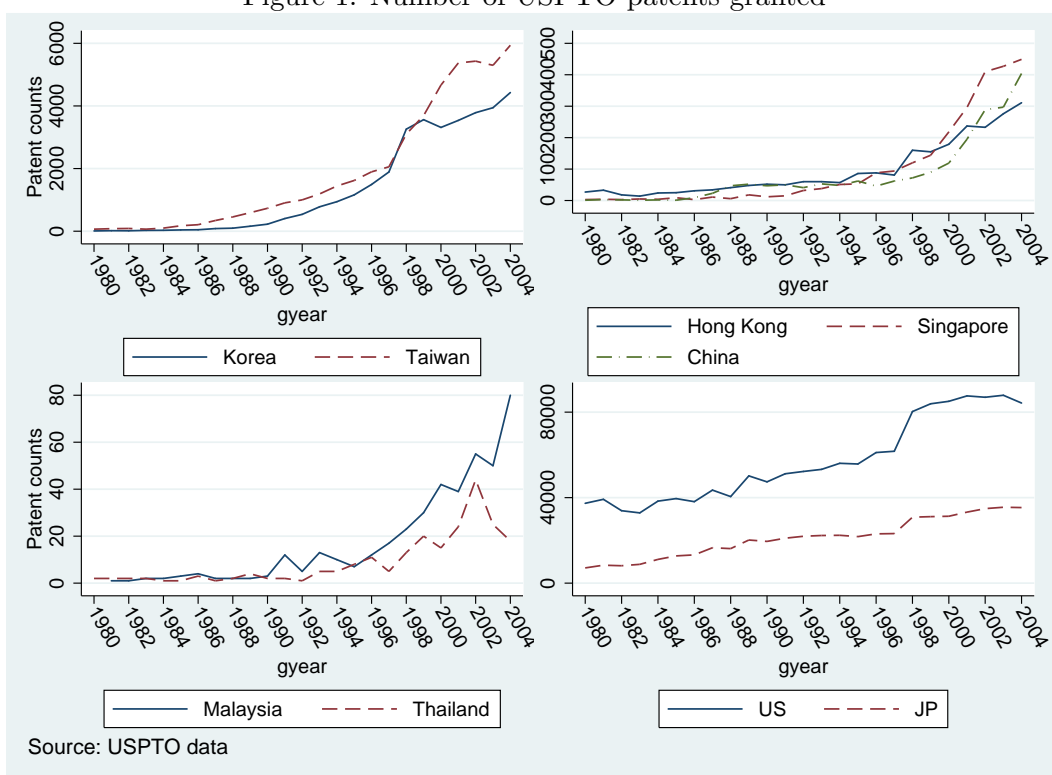 Figure 1: Number of USPTO patents granted
Patent counts
0 2000 4000 6000
1980 1982 1984 1986 1988 1990 1992 1994 1996 1998 2000 2002 2004
gyear
Korea Taiwan
0 100 200 300 400 500
1980 1982 1984 1986 1988 1990 1992 1994 1996 1998 2000 2002 2004
gyear
Hong Kong Singapore
China
Patent counts
0 20 40 60 80
1980 1982 1984 1986 1988 1990 1992 1994 1996 1998 2000 2002 2004
gyear
Malaysia Thailand
0 40000 80000
1980 1982 1984 1986 1988 1990 1992 1994 1996 1998 2000 2002 2004
gyear
US JP
Source: USPTO data